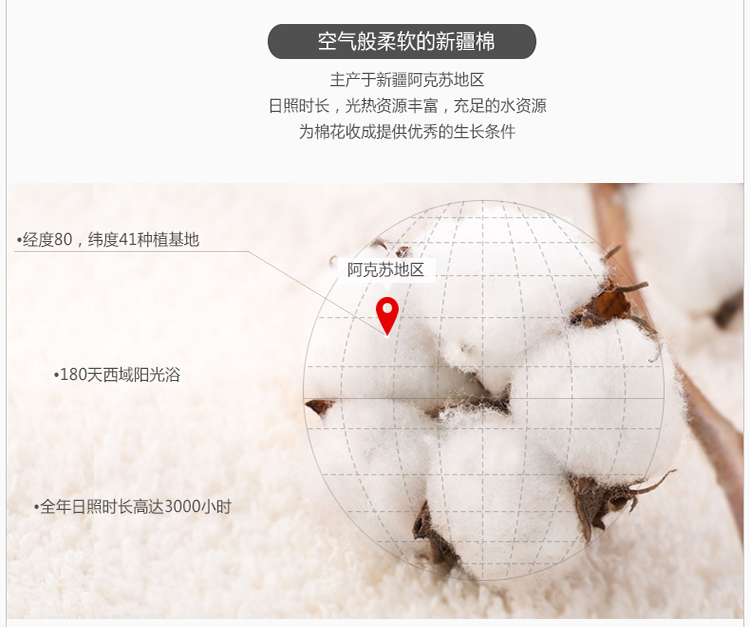 空气般柔软的新疆棉
主产于新疆阿克苏地区
日照时长，光热资源丰富，充足的水资源
为棉花收成提供优秀的生长条件
•经度80，纬度41种植基地
阿克苏地区
•180天西域阳光浴
•全年日照时长高达3000小时